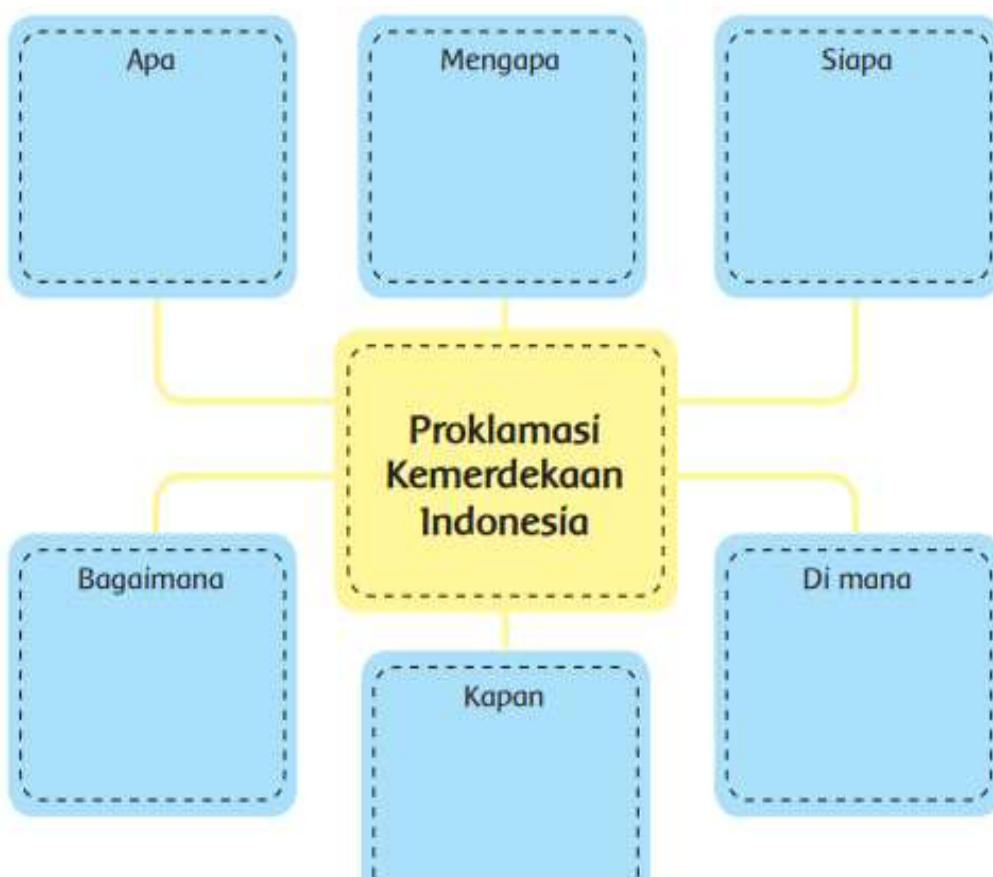 Apa
Mengapa
Siapa
Proklamasi
Kemerdekaan
Indonesia
Bagaimana
Kapan
Di mana